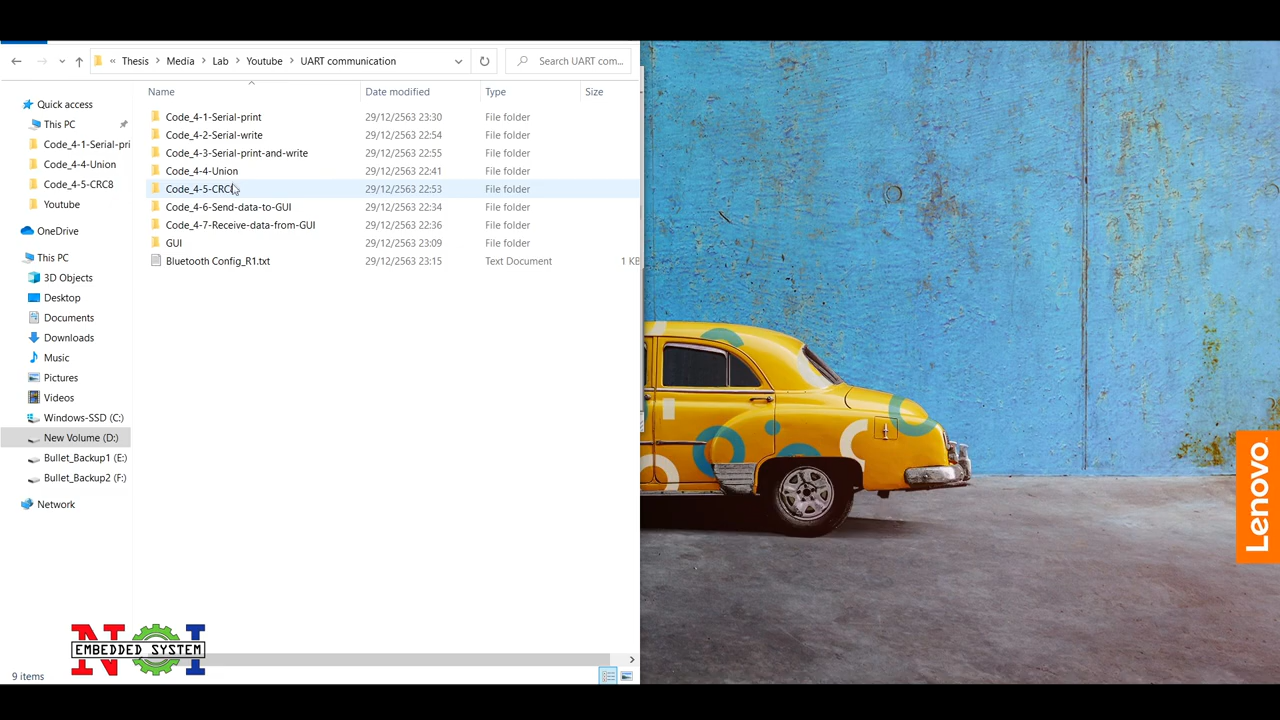 « Thesis > Media > Lab > Youtube > UART communication
Search UART com...
Name Date modified Type Size
Quick access
This PC
Code_4-1-Serial-pri
Code_4-4-Union
Code_4-5-CRC8
Youtube
OneDrive
This PC
3D Objects
Desktop
Documents
Downloads
Music
Pictures
Videos
Windows-SSD (C:)
New Volume (D:)
Bullet_Backup1 (E:)
Bullet_Backup2 (F:)
Network
Code_4-1-Serial-print 29/12/2563 23:30 File folder
Code_4-2-Serial-write 29/12/2563 22:54 File folder
Code_4-3-Serial-print-and-write 29/12/2563 22:55 File folder
Code_4-4-Union 29/12/2563 22:41 File folder
Code_4-5-CRC 29/12/2563 22:53 File folder
Code_4-6-Send-data-to-GUI 29/12/2563 22:34 File folder
Code_4-7-Receive-data-from-GUI 29/12/2563 22:36 File folder
GUI 29/12/2563 23:09 File folder
Bluetooth Config_R1.txt 29/12/2563 23:15 Text Document 1 KB
9 items
EMBEDDED SYSTEM
Lenovo